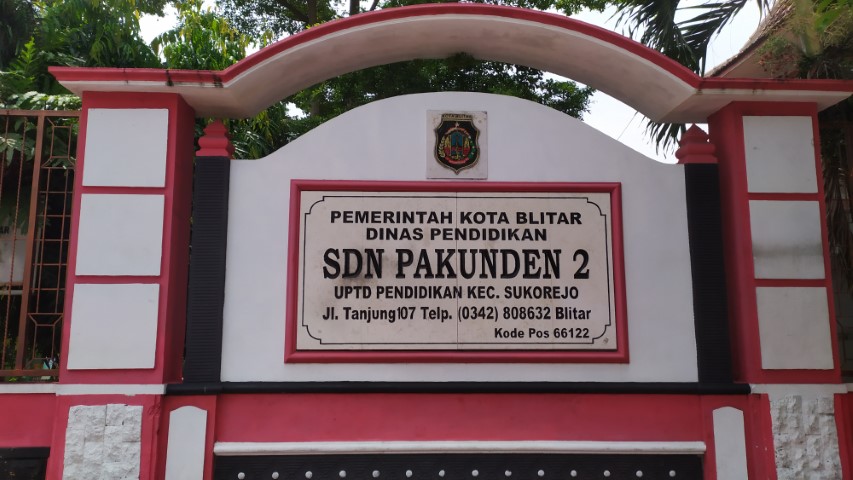 PEMERINTAH KOTA BLITAR
DINAS PENDIDIKAN
SDN PAKUNDEN 2
UPTD PENDIDIKAN KEC. SUKOREJO
Jl. Tanjung107 Telp. (0342) 808632 Blitar
Kode Pos 66122